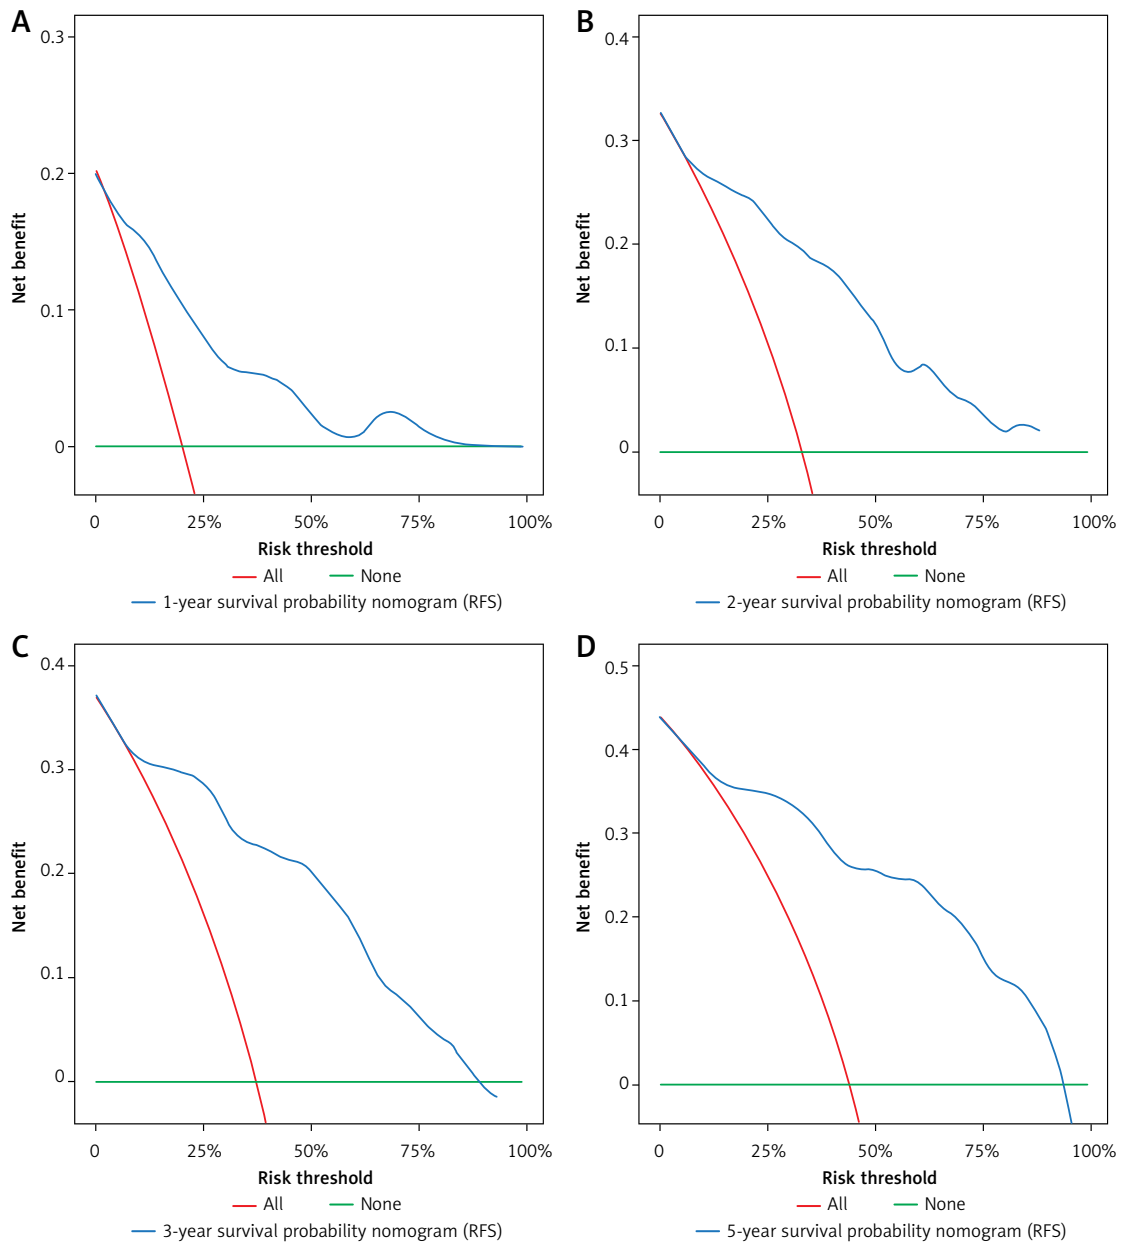 A
Net benefit
0.3
0.2
0.1
0
0 25% 50% 75% 100%
Risk threshold
All None
1-year survival probability nomogram (RFS)
B
Net benefit
0.4
0.3
0.2
0.1
0
0 25% 50% 75% 100%
Risk threshold
All None
2-year survival probability nomogram (RFS)
C
Net benefit
0.4
0.3
0.2
0.1
0
0 25% 50% 75% 100%
Risk threshold
All None
3-year survival probability nomogram (RFS)
D
Net benefit
0.5
0.4
0.3
0.2
0.1
0
0 25% 50% 75% 100%
Risk threshold
All None
5-year survival probability nomogram (RFS)